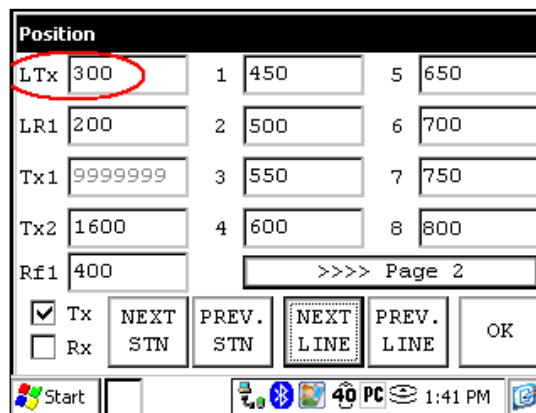 Position
LTx 300 1 450 5 650
LR1 200 2 500 6 700
Tx1 9999999 3 550 7 750
Tx2 1600 4 600 8 800
Rf1 400 >>>> Page 2
Tx
Rx
NEXT STN
PREV. STN
NEXT LINE
PREV. LINE
OK
Start 40 PC 1:41 PM